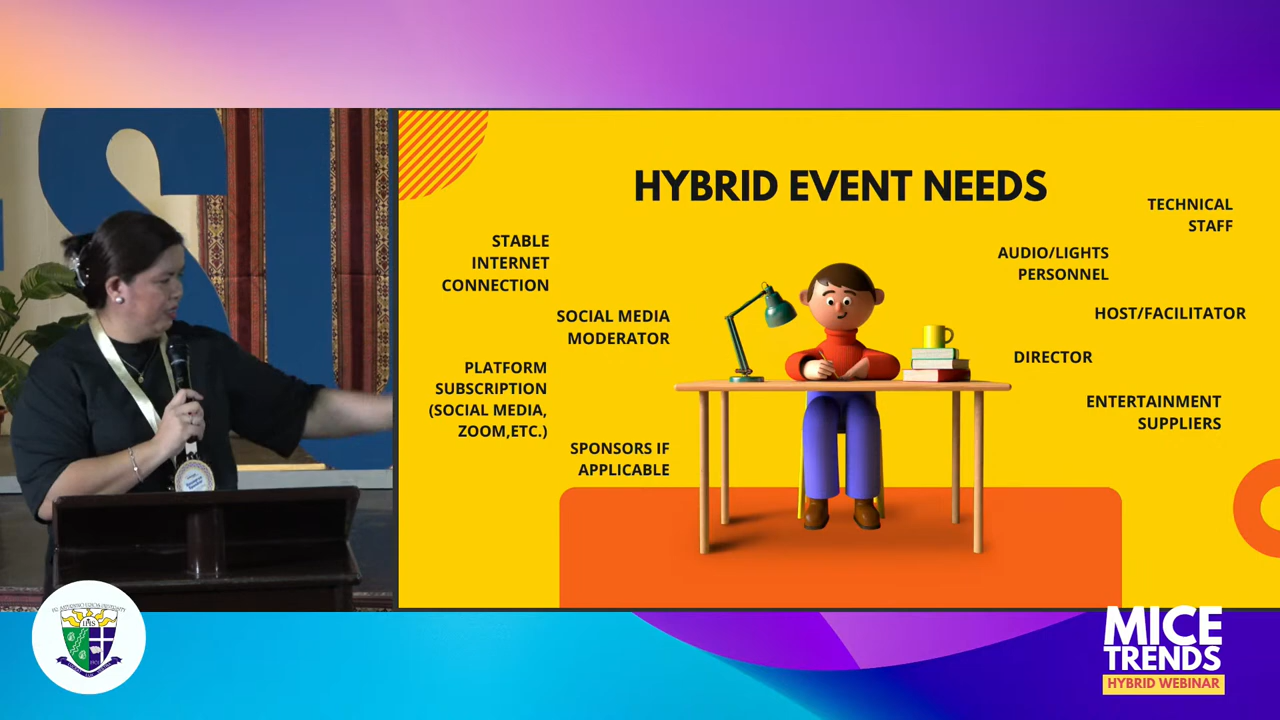 HYBRID EVENT NEEDS
STABLE
INTERNET
CONNECTION
SOCIAL MEDIA
MODERATOR
PLATFORM
SUBSCRIPTION
(SOCIAL MEDIA,
ZOOM,ETC.)
SPONSORS IF
APPLICABLE
TECHNICAL
STAFF
AUDIO/LIGHTS
PERSONNEL
HOST/FACILITATOR
DIRECTOR
ENTERTAINMENT
SUPPLIERS
IHS
MICE
TRENDS
HYBRID WEBINAR